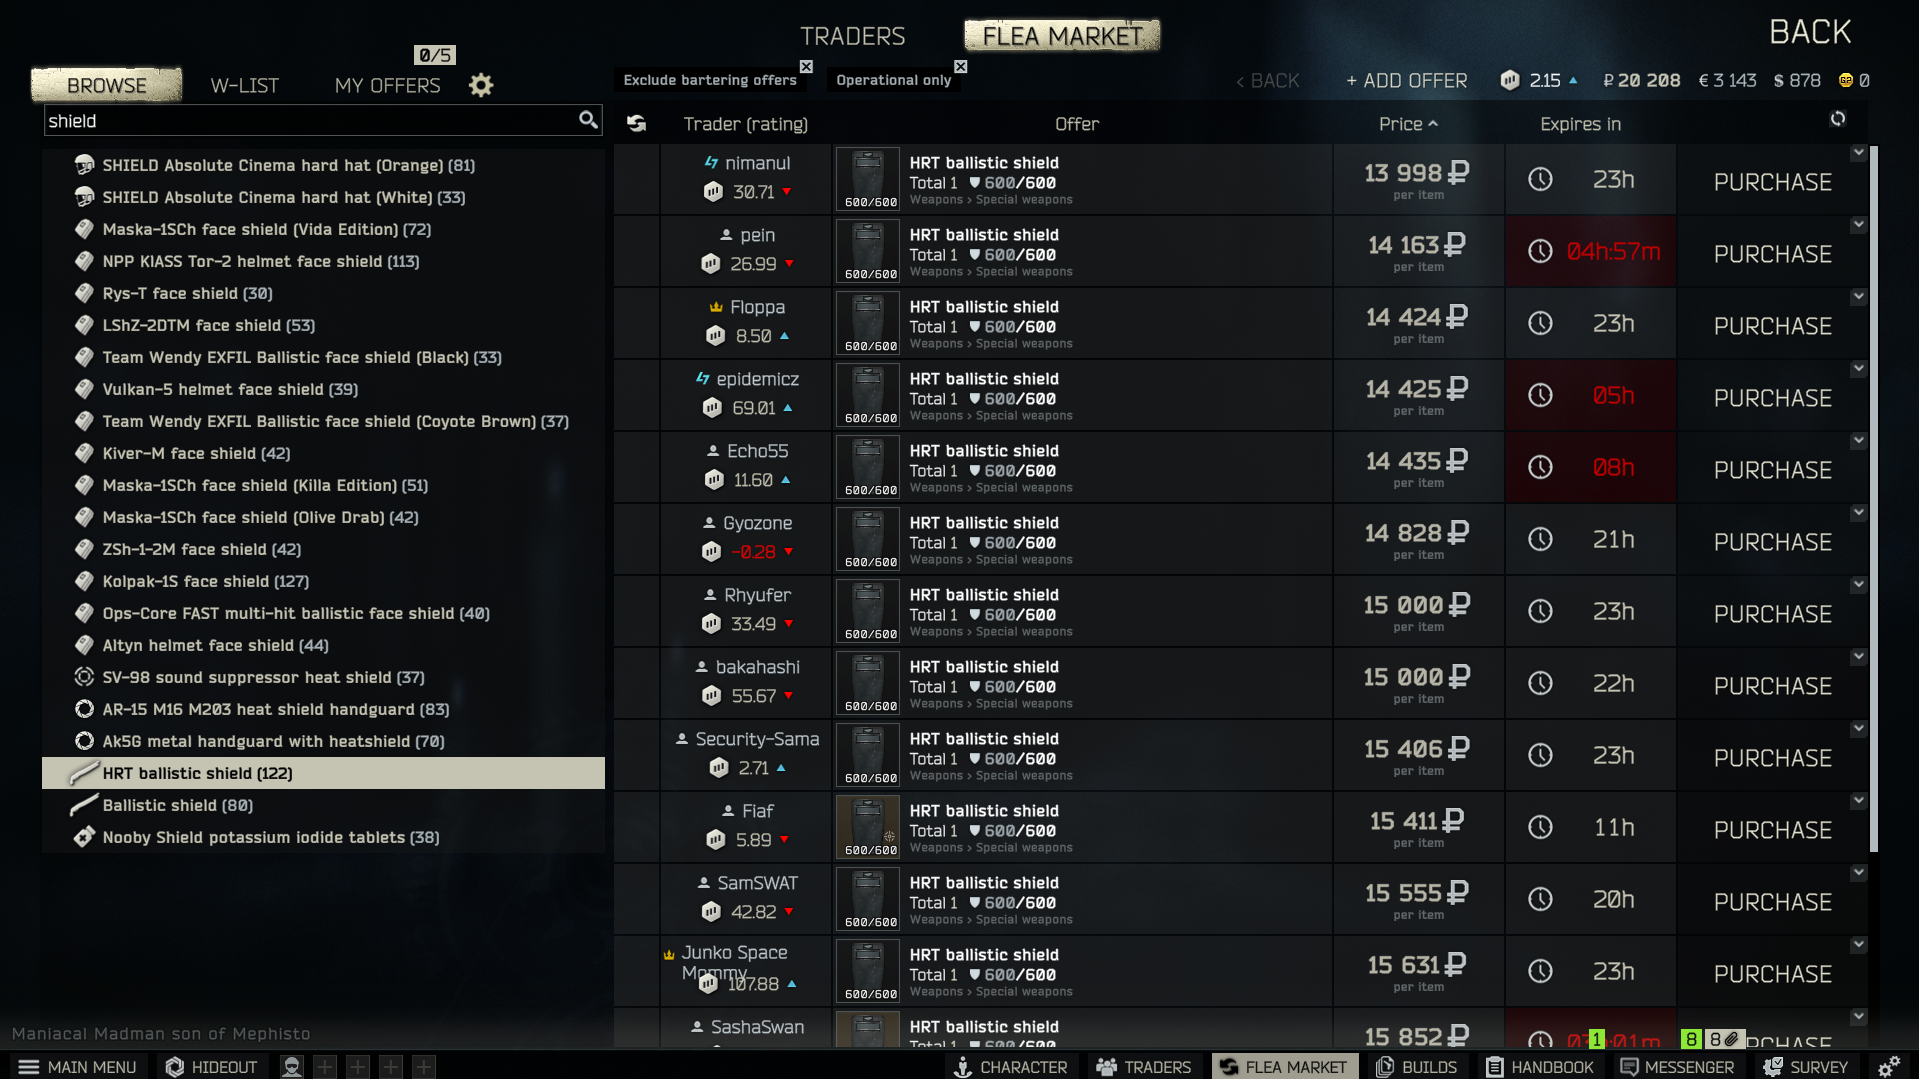 TRADERS
FLEA MARKET
BACK
0/5
BROWSE
W-LIST
MY OFFERS
Exclude bartering offers
Operational only
< BACK
+ ADD OFFER
2.15
₽ 20 208
€ 3 143
$ 878
0
shield
Trader (rating)
Offer
Price
Expires in
SHIELD Absolute Cinema hard hat (Orange) (81)
SHIELD Absolute Cinema hard hat (White) (33)
Maska-1SCh face shield (Vida Edition) (72)
NPP KlASS Tor-2 helmet face shield (113)
Rys-T face shield (30)
LShZ-2DTM face shield (53)
Team Wendy EXFIL Ballistic face shield (Black) (33)
Vulkan-5 helmet face shield (39)
Team Wendy EXFIL Ballistic face shield (Coyote Brown) (37)
Kiver-M face shield (42)
Maska-1SCh face shield (Killa Edition) (51)
Maska-1SCh face shield (Olive Drab) (42)
ZSh-1-2M face shield (42)
Kolpak-1S face shield (127)
Ops-Core FAST multi-hit ballistic face shield (40)
Altyn helmet face shield (44)
SV-98 sound suppressor heat shield (37)
AR-15 M16 M203 heat shield handguard (83)
Ak5G metal handguard with heatshield (70)
HRT ballistic shield (122)
Ballistic shield (80)
Nooby Shield potassium iodide tablets (38)
nimanul
30.71
600/600
HRT ballistic shield
Total 1 600/600
Weapons > Special weapons
13 998 ₽
per item
23h
PURCHASE
pein
26.99
600/600
HRT ballistic shield
Total 1 600/600
Weapons > Special weapons
14 163 ₽
per item
04h:57m
PURCHASE
Floppa
8.50
600/600
HRT ballistic shield
Total 1 600/600
Weapons > Special weapons
14 424 ₽
per item
23h
PURCHASE
epidemicz
69.01
600/600
HRT ballistic shield
Total 1 600/600
Weapons > Special weapons
14 425 ₽
per item
05h
PURCHASE
Echo55
11.60
600/600
HRT ballistic shield
Total 1 600/600
Weapons > Special weapons
14 435 ₽
per item
08h
PURCHASE
Gyozone
-0.28
600/600
HRT ballistic shield
Total 1 600/600
Weapons > Special weapons
14 828 ₽
per item
21h
PURCHASE
Rhyufer
33.49
600/600
HRT ballistic shield
Total 1 600/600
Weapons > Special weapons
15 000 ₽
per item
23h
PURCHASE
bakahashi
55.67
600/600
HRT ballistic shield
Total 1 600/600
Weapons > Special weapons
15 000 ₽
per item
22h
PURCHASE
Security-Sama
2.71
600/600
HRT ballistic shield
Total 1 600/600
Weapons > Special weapons
15 406 ₽
per item
23h
PURCHASE
Fiaf
5.89
600/600
HRT ballistic shield
Total 1 600/600
Weapons > Special weapons
15 411 ₽
per item
11h
PURCHASE
SamSWAT
42.82
600/600
HRT ballistic shield
Total 1 600/600
Weapons > Special weapons
15 555 ₽
per item
20h
PURCHASE
Junko Space
Mommy
107.88
600/600
HRT ballistic shield
Total 1 600/600
Weapons > Special weapons
15 631 ₽
per item
23h
PURCHASE
SashaSwan
HRT ballistic shield
Total 1 600/600
15 852 ₽
Maniacal Madman son of Mephisto
1
8
8
MAIN MENU
HIDEOUT
CHARACTER
TRADERS
FLEA MARKET
BUILDS
HANDBOOK
MESSENGER
SURVEY